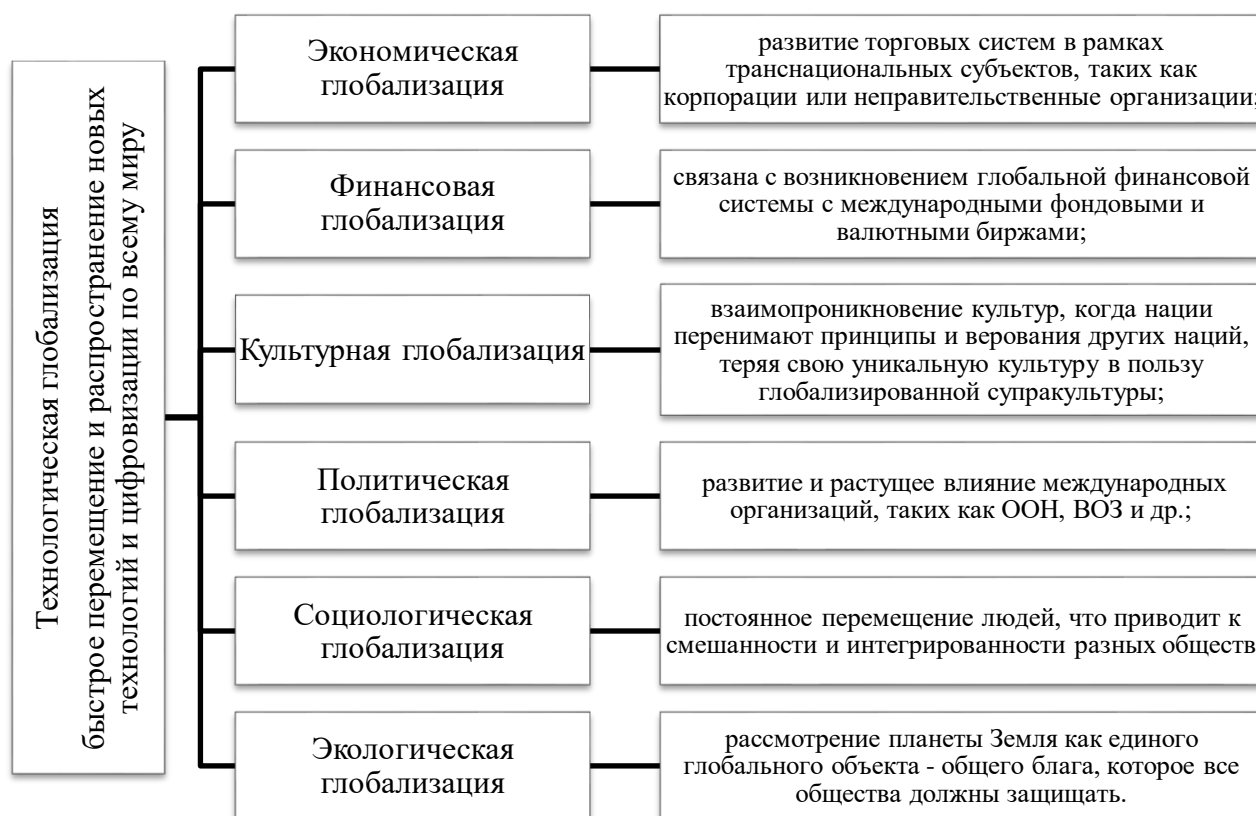 Технологическая глобализация
быстрое перемещение и распространение новых
технологий и цифровизации по всему миру
Экономическая
глобализация
развитие торговых систем в рамках
транснациональных субъектов, таких как
корпорации или неправительственные организации;
Финансовая
глобализация
связана с возникновением глобальной финансовой
системы с международными фондовыми и
валютными биржами;
Культурная глобализация
взаимопроникновение культур, когда нации
перенимают принципы и верования других наций,
теряя свою уникальную культуру в пользу
глобализированной супракультуры;
Политическая
глобализация
развитие и растущее влияние международных
организаций, таких как ООН, ВОЗ и др.;
Социологическая
глобализация
постоянное перемещение людей, что приводит к
смешанности и интегрированности разных обществ
Экологическая
глобализация
рассмотрение планеты Земля как единого
глобального объекта - общего блага, которое все
общества должны защищать.